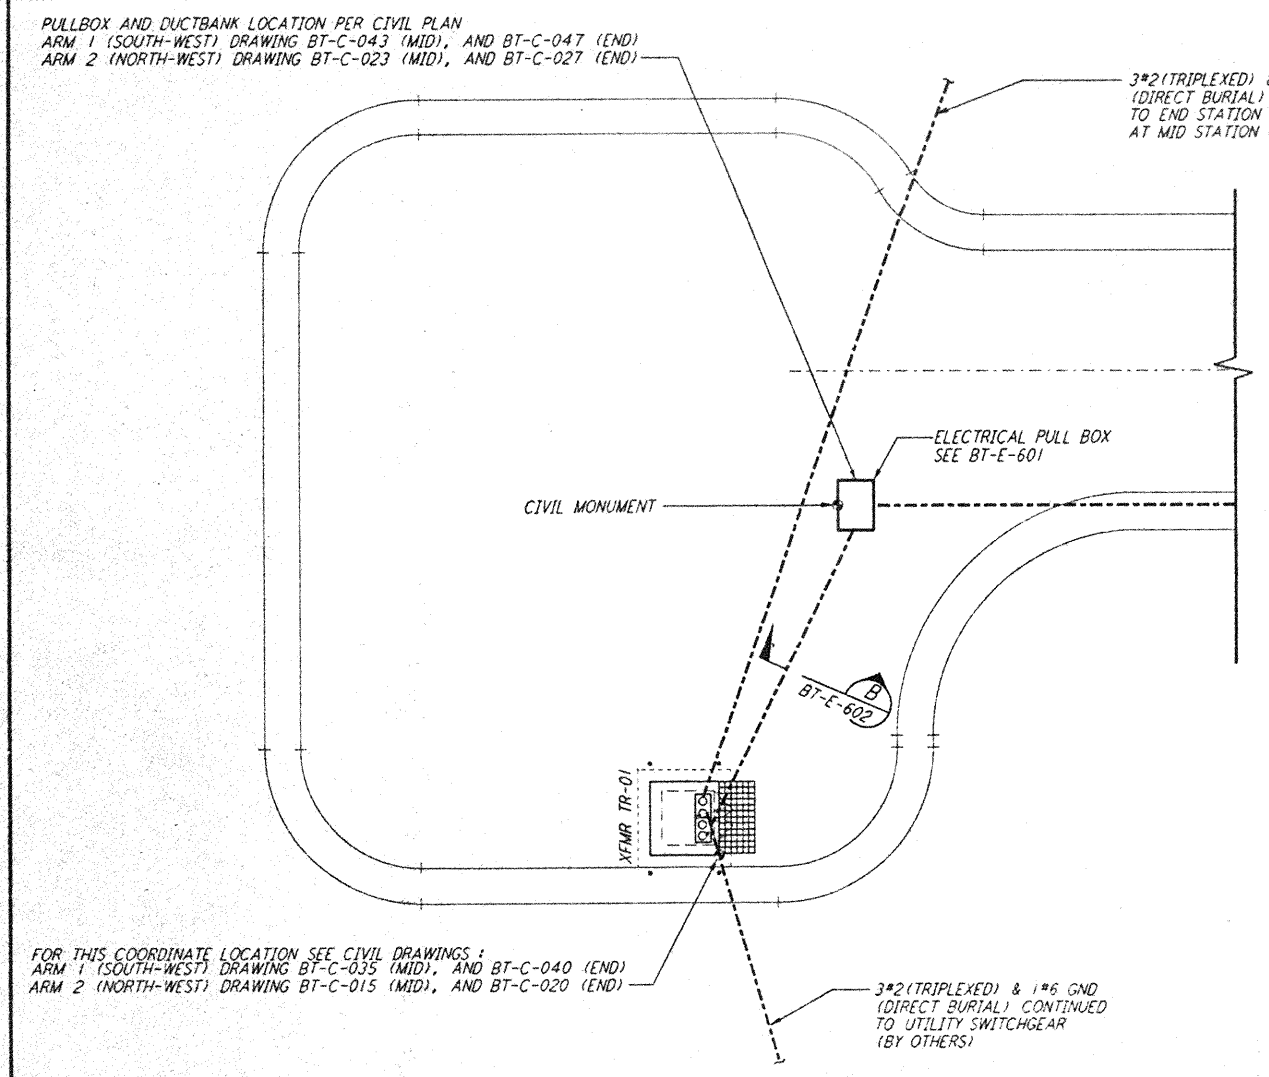 PULLBOX AND DUCTBANK LOCATION PER CIVIL PLAN
ARM 1 (SOUTH-WEST) DRAWING BT-C-043 (MID), AND BT-C-047 (END)
ARM 2 (NORTH-WEST) DRAWING BT-C-023 (MID), AND BT-C-027 (END)
3#2(TRIPLEXED)
(DIRECT BURIAL)
TO END STATION
AT MID STATION
ELECTRICAL PULL BOX
SEE BT-E-601
CIVIL MONUMENT
B
BT-E-602
XFMR TR-01
FOR THIS COORDINATE LOCATION SEE CIVIL DRAWINGS :
ARM 1 (SOUTH-WEST) DRAWING BT-C-035 (MID), AND BT-C-040 (END)
ARM 2 (NORTH-WEST) DRAWING BT-C-015 (MID), AND BT-C-020 (END)
3#2(TRIPLEXED) & 1#6 GND
(DIRECT BURIAL) CONTINUED
TO UTILITY SWITCHGEAR
(BY OTHERS)